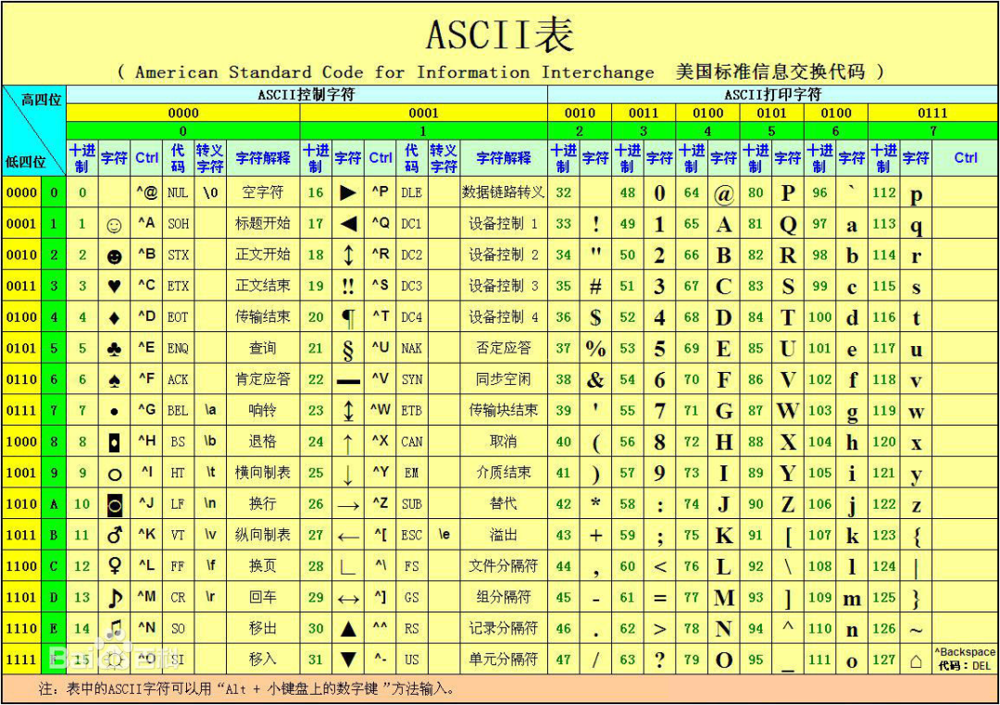 ASCII表
( American Standard Code for Information Interchange 美国标准信息交换代码 )
高四位 ASCII控制字符 ASCII打印字符
0000 0001 0010 0011 0100 0101 0100 0111
0 1 2 3 4 5 6 7
低四位 十进制 字符 Ctrl 代码 转义字符 字符解释 十进制 字符 Ctrl 代码 转义字符 字符解释 十进制 字符 十进制 字符 十进制 字符 十进制 字符 十进制 字符 十进制 字符 Ctrl
0000 0 0 ^@ NUL \0 空字符 16 ► ^P DLE 数据链路转义 32 48 0 64 @ 80 P 96 ` 112 p
0001 1 1 ☺ ^A SOH 标题开始 17 ◄ ^Q DC1 设备控制 1 33 ! 49 1 65 A 81 Q 97 a 113 q
0010 2 2 ☻ ^B STX 正文开始 18 ↕ ^R DC2 设备控制 2 34 " 50 2 66 B 82 R 98 b 114 r
0011 3 3 ♥ ^C ETX 正文结束 19 ‼ ^S DC3 设备控制 3 35 # 51 3 67 C 83 S 99 c 115 s
0100 4 4 ♦ ^D EOT 传输结束 20 ¶ ^T DC4 设备控制 4 36 $ 52 4 68 D 84 T 100 d 116 t
0101 5 5 ♣ ^E ENQ 查询 21 § ^U NAK 否定应答 37 % 53 5 69 E 85 U 101 e 117 u
0110 6 6 ♠ ^F ACK 肯定应答 22 ▬ ^V SYN 同步空闲 38 & 54 6 70 F 86 V 102 f 118 v
0111 7 7 • ^G BEL \a 响铃 23 ↨ ^W ETB 传输块结束 39 ' 55 7 71 G 87 W 103 g 119 w
1000 8 8 ◘ ^H BS \b 退格 24 ↑ ^X CAN 取消 40 ( 56 8 72 H 88 X 104 h 120 x
1001 9 9 ○ ^I HT \t 横向制表 25 ↓ ^Y EM 介质结束 41 ) 57 9 73 I 89 Y 105 i 121 y
1010 A 10 ◙ ^J LF \n 换行 26 → ^Z SUB 替代 42 * 58 : 74 J 90 Z 106 j 122 z
1011 B 11 ♂ ^K VT \v 纵向制表 27 ← ^[ ESC \e 溢出 43 + 59 ; 75 K 91 [ 107 k 123 {
1100 C 12 ♀ ^L FF \f 换页 28 ∟ ^\ FS 文件分隔符 44 , 60 < 76 L 92 \ 108 l 124 |
1101 D 13 ♪ ^M CR \r 回车 29 ↔ ^] GS 组分隔符 45 - 61 = 77 M 93 ] 109 m 125 }
1110 E 14 ♫ ^N SO 移出 30 ▲ ^^ RS 记录分隔符 46 . 62 > 78 N 94 ^ 110 n 126 ~
1111 15 ☼ ^O SI 移入 31 ▼ ^- US 单元分隔符 47 / 63 ? 79 O 95 _ 111 o 127 ⌂ ^Backspace 代码：DEL
Bai百科
注：表中的ASCII字符可以用“Alt + 小键盘上的数字键”方法输入。